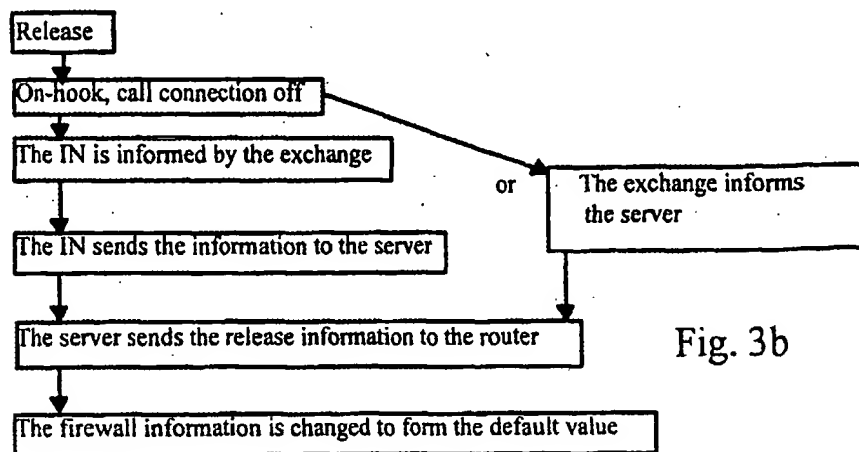 Release
On-hook, call connection off
The IN is informed by the exchange
or
The exchange informs
the server
The IN sends the information to the server
The server sends the release information to the router
Fig. 3b
The firewall information is changed to form the default value